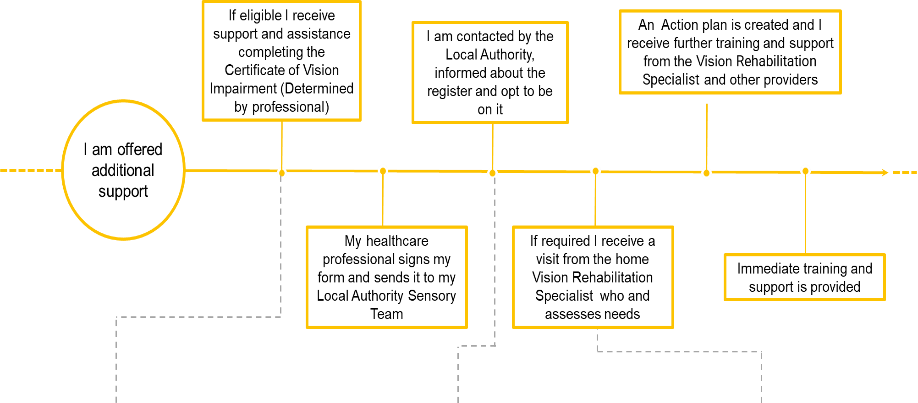 I am offered
additional
support
If eligible I receive
support and assistance
completing the
Certificate of Vision
Impairment (Determined
by professional)
My healthcare
professional signs my
form and sends it to my
Local Authority Sensory
Team
I am contacted by the
Local Authority,
informed about the
register and opt to be
on it
If required I receive a
visit from the home
Vision Rehabilitation
Specialist who and
assesses needs
An Action plan is created and I
receive further training and support
from the Vision Rehabilitation
Specialist and other providers
Immediate training and
support is provided